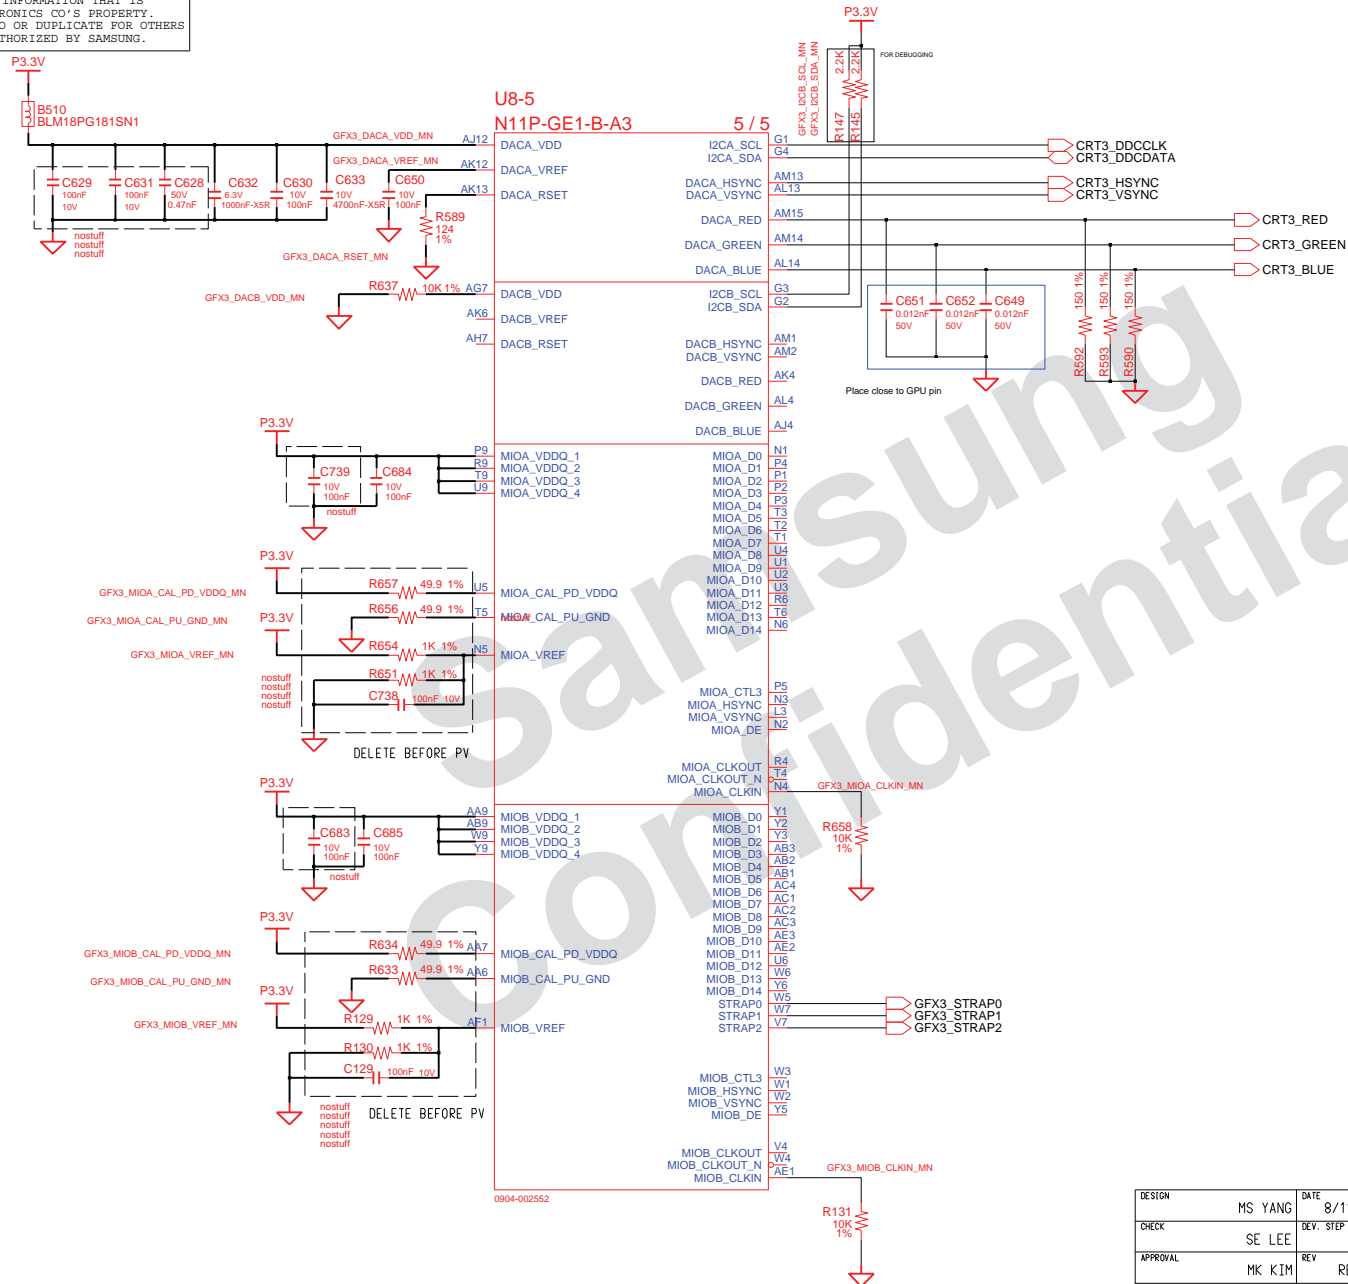 INFORMATION THAT IS
RONICS CO'S PROPERTY.
O OR DUPLICATE FOR OTHERS
THORIZED BY SAMSUNG.
P3.3V
B510
BLM18PG181SN1
GFX3_DACA_VDD_MN
GFX3_DACA_VREF_MN
C629
100nF
10V
C631
100nF
10V
C628
50V
0.47nF
C632
6.3V
1000nF-X5R
C630
10V
100nF
C633
10V
4700nF-X5R
C650
10V
100nF
nostuff
nostuff
nostuff
R589
124
1%
GFX3_DACA_RSET_MN
GFX3_DACB_VDD_MN
R637 10K 1%
U8-5
N11P-GE1-B-A3 5 / 5
AJ12 DACA_VDD
AK12 DACA_VREF
AK13 DACA_RSET
AG7 DACB_VDD
AK6 DACB_VREF
AH7 DACB_RSET
I2CA_SCL G1
I2CA_SDA G4
DACA_HSYNC AM13
DACA_VSYNC AL13
DACA_RED AM15
DACA_GREEN AM14
DACA_BLUE AL14
I2CB_SCL G3
I2CB_SDA G2
DACB_HSYNC AM1
DACB_VSYNC AM2
DACB_RED AK4
DACB_GREEN AL4
DACB_BLUE AJ4
P3.3V
FOR DEBUGGING
GFX3_I2CB_SCL_MN
GFX3_I2CB_SDA_MN
R147 2.2K
R145 2.2K
CRT3_DDCCLK
CRT3_DDCDATA
CRT3_HSYNC
CRT3_VSYNC
CRT3_RED
CRT3_GREEN
CRT3_BLUE
C651
0.012nF
50V
C652
0.012nF
50V
C649
0.012nF
50V
Place close to GPU pin
R592 150 1%
R593 150 1%
R590 150 1%
P3.3V
C739
10V
100nF
nostuff
C684
10V
100nF
P9 MIOA_VDDQ_1
R9 MIOA_VDDQ_2
T9 MIOA_VDDQ_3
U9 MIOA_VDDQ_4
P3.3V
GFX3_MIOA_CAL_PD_VDDQ_MN
R657 49.9 1%
U5 MIOA_CAL_PD_VDDQ
GFX3_MIOA_CAL_PU_GND_MN
R656 49.9 1%
T5 MIOA_CAL_PU_GND
nostuff
P3.3V
GFX3_MIOA_VREF_MN
R654 1K 1%
N5 MIOA_VREF
R651 1K 1%
C738 100nF 10V
nostuff
nostuff
nostuff
nostuff
DELETE BEFORE PV
MIOA_D0 N1
MIOA_D1 P4
MIOA_D2 P1
MIOA_D3 P2
MIOA_D4 P3
MIOA_D5 T3
MIOA_D6 T2
MIOA_D7 T1
MIOA_D8 U4
MIOA_D9 U1
MIOA_D10 U2
MIOA_D11 U3
MIOA_D12 R6
MIOA_D13 T6
MIOA_D14 N6
MIOA_CTL3 P5
MIOA_HSYNC N3
MIOA_VSYNC L3
MIOA_DE N2
MIOA_CLKOUT R4
MIOA_CLKOUT_N T4
MIOA_CLKIN N4
GFX3_MIOA_CLKIN_MN
R658
10K
1%
P3.3V
C683
10V
100nF
nostuff
C685
10V
100nF
AA9 MIOB_VDDQ_1
AB9 MIOB_VDDQ_2
W9 MIOB_VDDQ_3
Y9 MIOB_VDDQ_4
P3.3V
GFX3_MIOB_CAL_PD_VDDQ_MN
R634 49.9 1%
AA7 MIOB_CAL_PD_VDDQ
GFX3_MIOB_CAL_PU_GND_MN
R633 49.9 1%
AA6 MIOB_CAL_PU_GND
P3.3V
GFX3_MIOB_VREF_MN
R129 1K 1%
AF1 MIOB_VREF
R130 1K 1%
C129 100nF 10V
nostuff
nostuff
nostuff
nostuff
nostuff
DELETE BEFORE PV
MIOB_D0 Y1
MIOB_D1 Y2
MIOB_D2 Y3
MIOB_D3 AB3
MIOB_D4 AB2
MIOB_D5 AB1
MIOB_D6 AC4
MIOB_D7 AC1
MIOB_D8 AC2
MIOB_D9 AC3
MIOB_D10 AE3
MIOB_D11 AE2
MIOB_D12 U6
MIOB_D13 W6
MIOB_D14 Y6
STRAP0 W5
STRAP1 W7
STRAP2 V7
GFX3_STRAP0
GFX3_STRAP1
GFX3_STRAP2
MIOB_CTL3 W3
MIOB_HSYNC W1
MIOB_VSYNC W2
MIOB_DE Y5
MIOB_CLKOUT V4
MIOB_CLKOUT_N W4
MIOB_CLKIN AE1
GFX3_MIOB_CLKIN_MN
R131
10K
1%
0904-002552
Samsung
Confidentia
DESIGN MS YANG DATE 8/1
CHECK SE LEE DEV. STEP
APPROVAL MK KIM REV